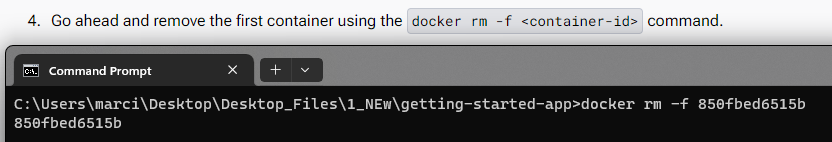 4. Go ahead and remove the first container using the docker rm -f <container-id> command.
Command Prompt
C:\Users\marci\Desktop\Desktop_Files\1_NEw\getting-started-app>docker rm -f 850fbed6515b
850fbed6515b